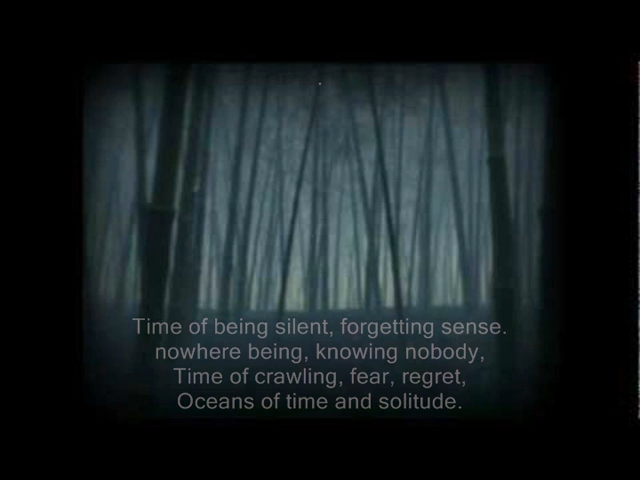 Time of being silent, forgetting sense.
nowhere being, knowing nobody,
Time of crawling, fear, regret,
Oceans of time and solitude.